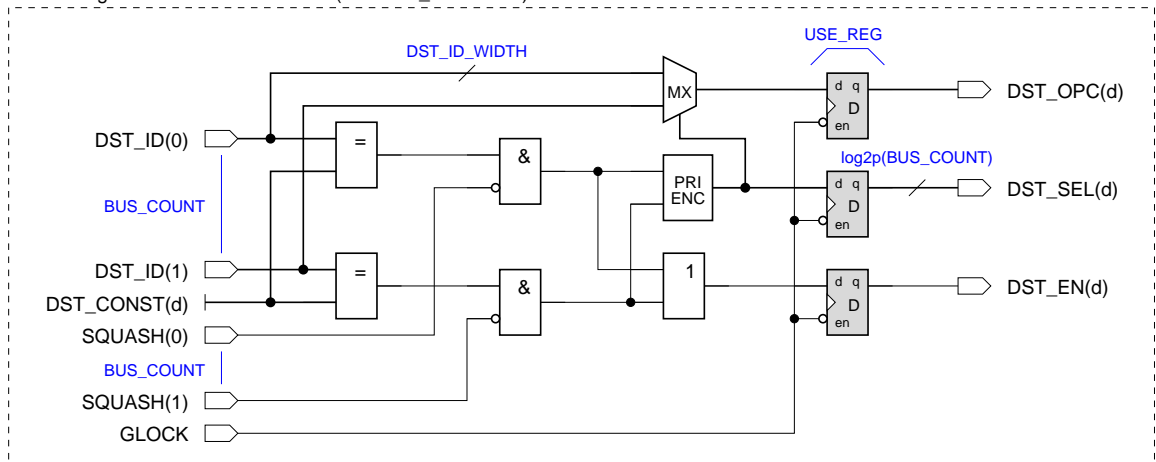 USE_REG
DST_ID_WIDTH
MX
d q
D
en
DST_OPC(d)
DST_ID(0)
=
&
log2p(BUS_COUNT)
PRI
ENC
d q
D
en
DST_SEL(d)
BUS_COUNT
DST_ID(1)
=
&
1
d q
D
en
DST_EN(d)
DST_CONST(d)
SQUASH(0)
BUS_COUNT
SQUASH(1)
GLOCK